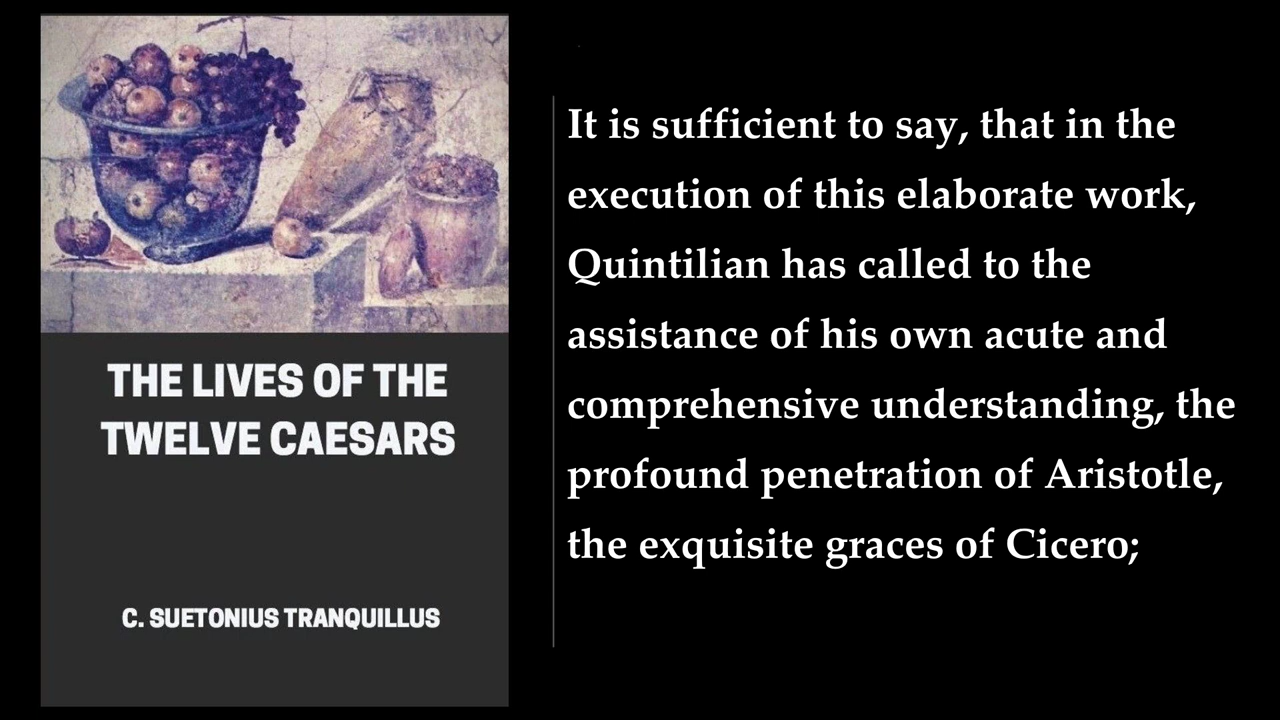 THE LIVES OF THE
TWELVE CAESARS
C. SUETONIUS TRANQUILLUS
It is sufficient to say, that in the
execution of this elaborate work,
Quintilian has called to the
assistance of his own acute and
comprehensive understanding, the
profound penetration of Aristotle,
the exquisite graces of Cicero;